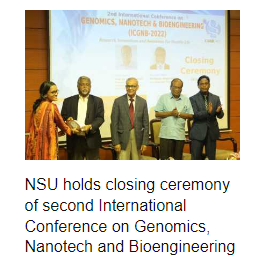 2nd International Conference on
GENOMICS, NANOTECH & BIOENGINEERING
(ICGNB-2022)
Closing
Ceremony
NSU holds closing ceremony
of second International
Conference on Genomics,
Nanotech and Bioengineering